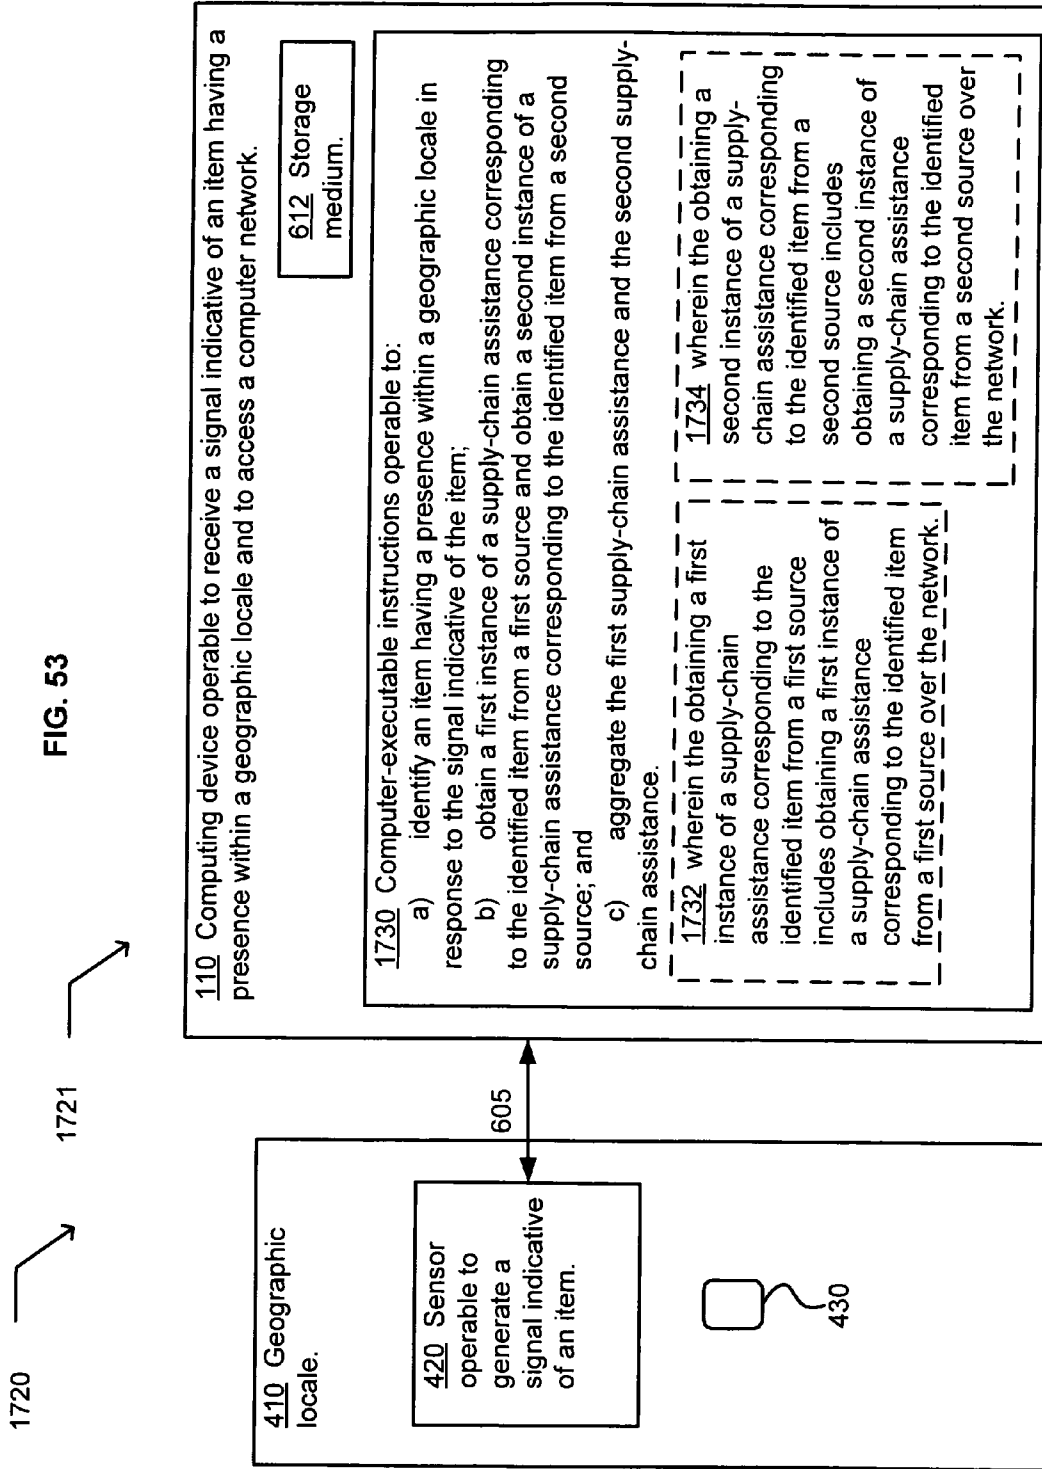 FIG. 53
1720
1721
410 Geographic
locale.
420 Sensor
operable to
generate a
signal indicative
of an item.
430
605
110 Computing device operable to receive a signal indicative of an item having a
presence within a geographic locale and to access a computer network.
612 Storage
medium.
1730 Computer-executable instructions operable to:
a) identify an item having a presence within a geographic locale in
response to the signal indicative of the item;
b) obtain a first instance of a supply-chain assistance corresponding
to the identified item from a first source and obtain a second instance of a
supply-chain assistance corresponding to the identified item from a second
source; and
c) aggregate the first supply-chain assistance and the second supply-
chain assistance.
1732 wherein the obtaining a first
instance of a supply-chain
assistance corresponding to the
identified item from a first source
includes obtaining a first instance of
a supply-chain assistance
corresponding to the identified item
from a first source over the network.
1734 wherein the obtaining a
second instance of a supply-
chain assistance corresponding
to the identified item from a
second source includes
obtaining a second instance of
a supply-chain assistance
corresponding to the identified
item from a second source over
the network.